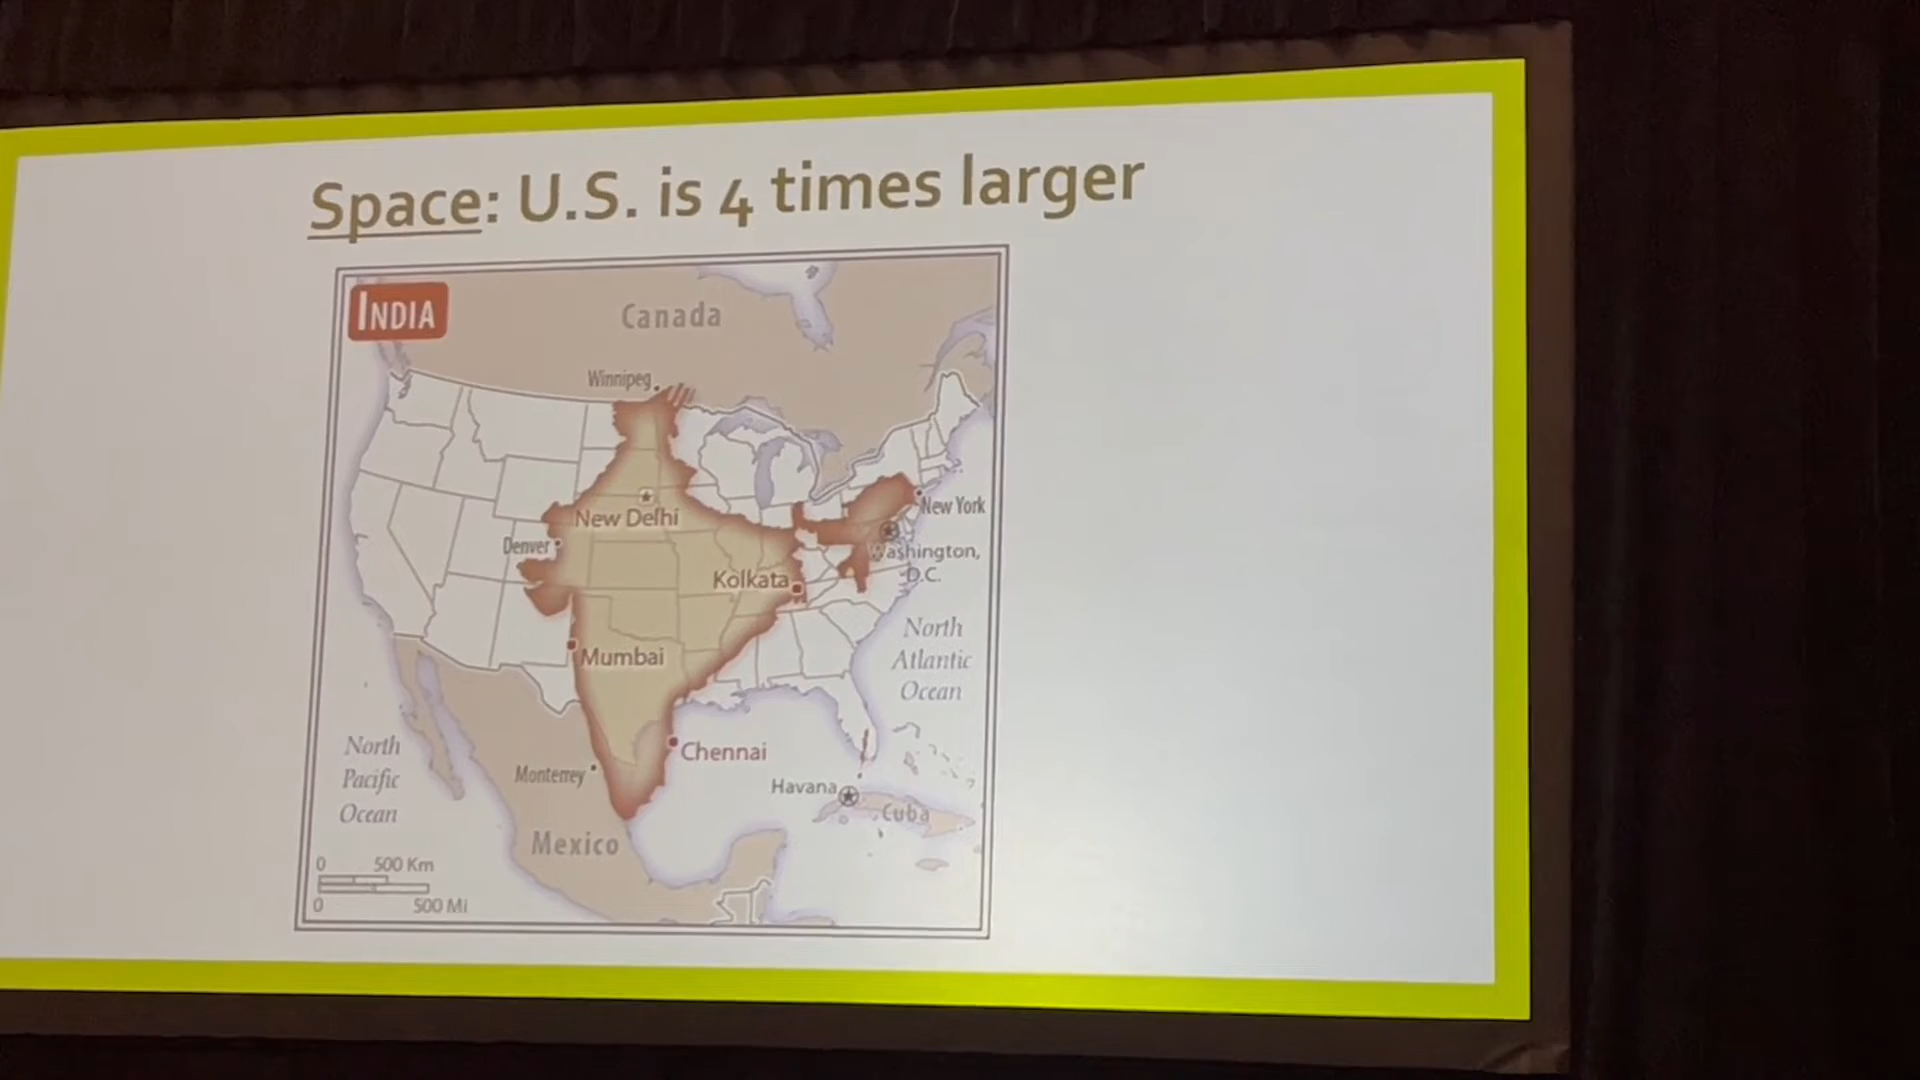 Space: U.S. is 4 times larger
INDIA
Canada
Winnipeg
New York
New Delhi
Denver
Washington,
D.C.
Kolkata
North
Atlantic
Ocean
Mumbai
North
Pacific
Ocean
Chennai
Monterrey
Havana
Cuba
Mexico
0 500 Km
0 500 Mi